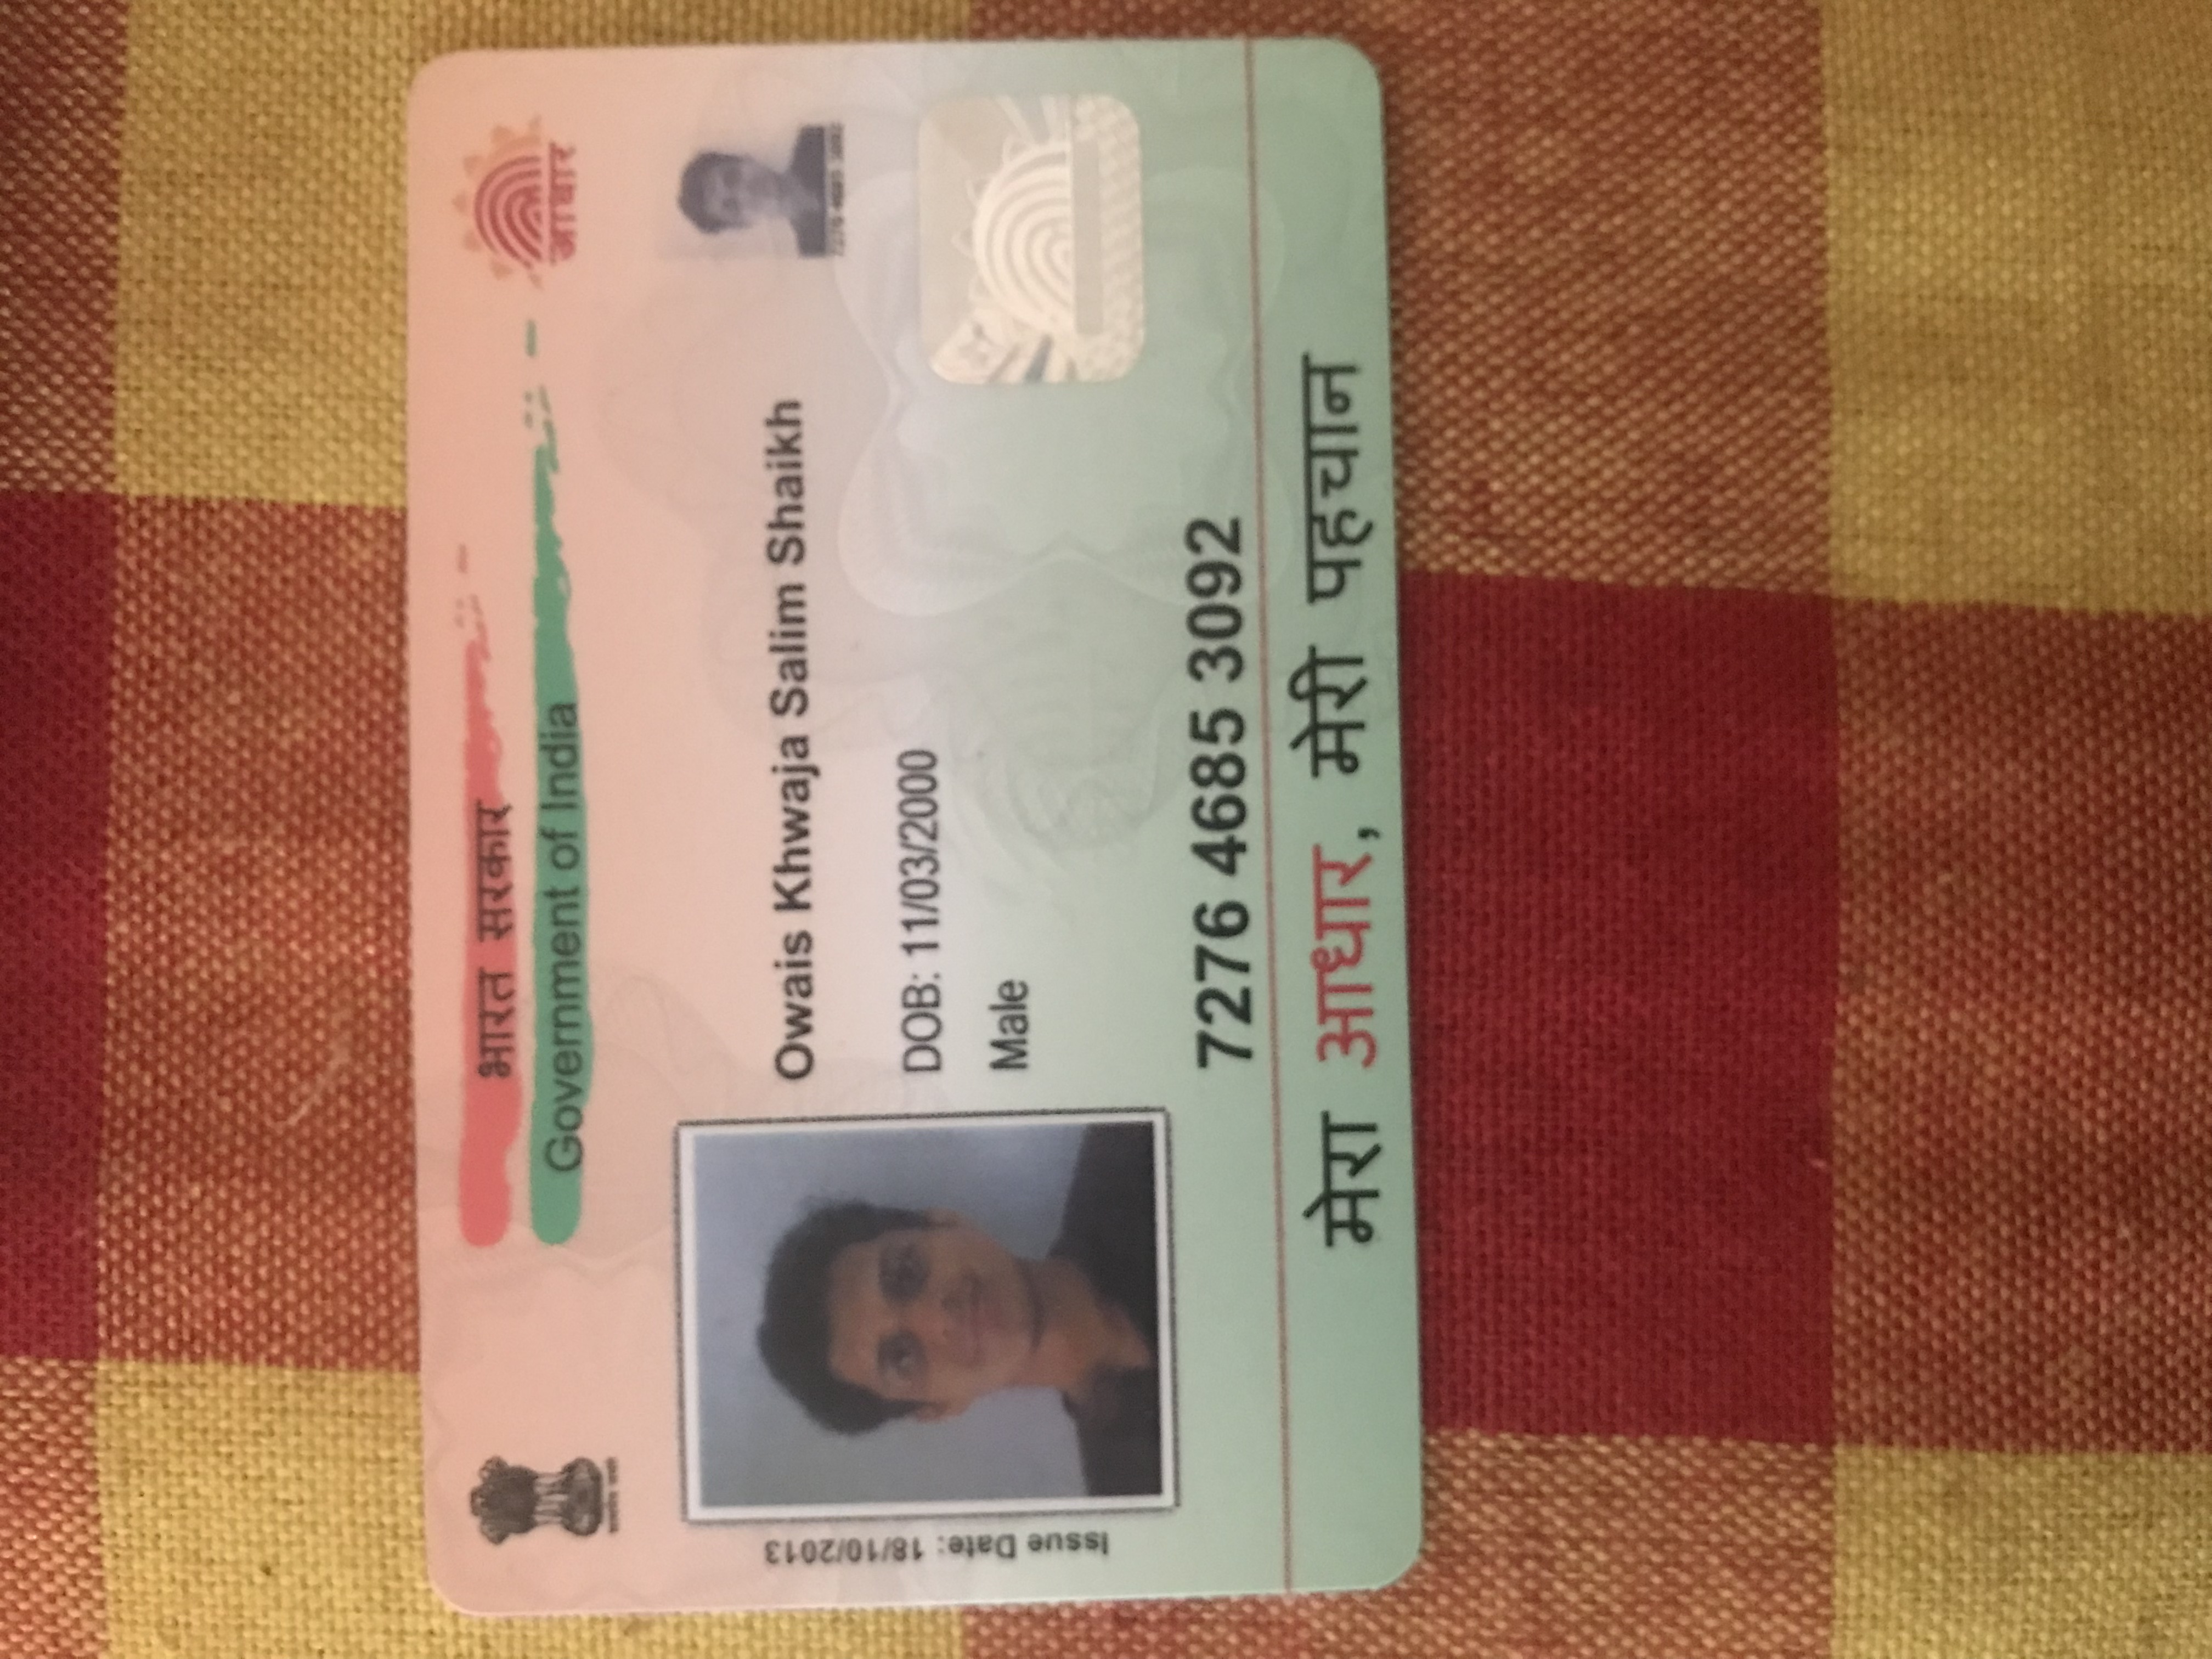 भारत सरकार
Government of India
आधार
Issue Date: 18/10/2013
Owais Khwaja Salim Shaikh
DOB: 11/03/2000
Male
7276 4685 3092
7276 4685 3092
मेरा आधार, मेरी पहचान